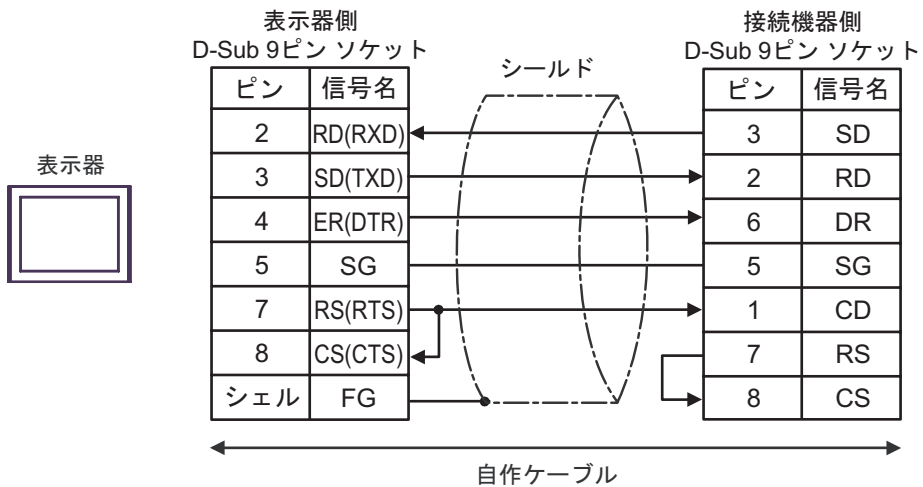 表示器側
D-Sub 9ピン ソケット
接続機器側
D-Sub 9ピン ソケット
シールド
表示器
ピン 信号名
2 RD(RXD)
3 SD(TXD)
4 ER(DTR)
5 SG
7 RS(RTS)
8 CS(CTS)
シェル FG
ピン 信号名
3 SD
2 RD
6 DR
5 SG
1 CD
7 RS
8 CS
自作ケーブル